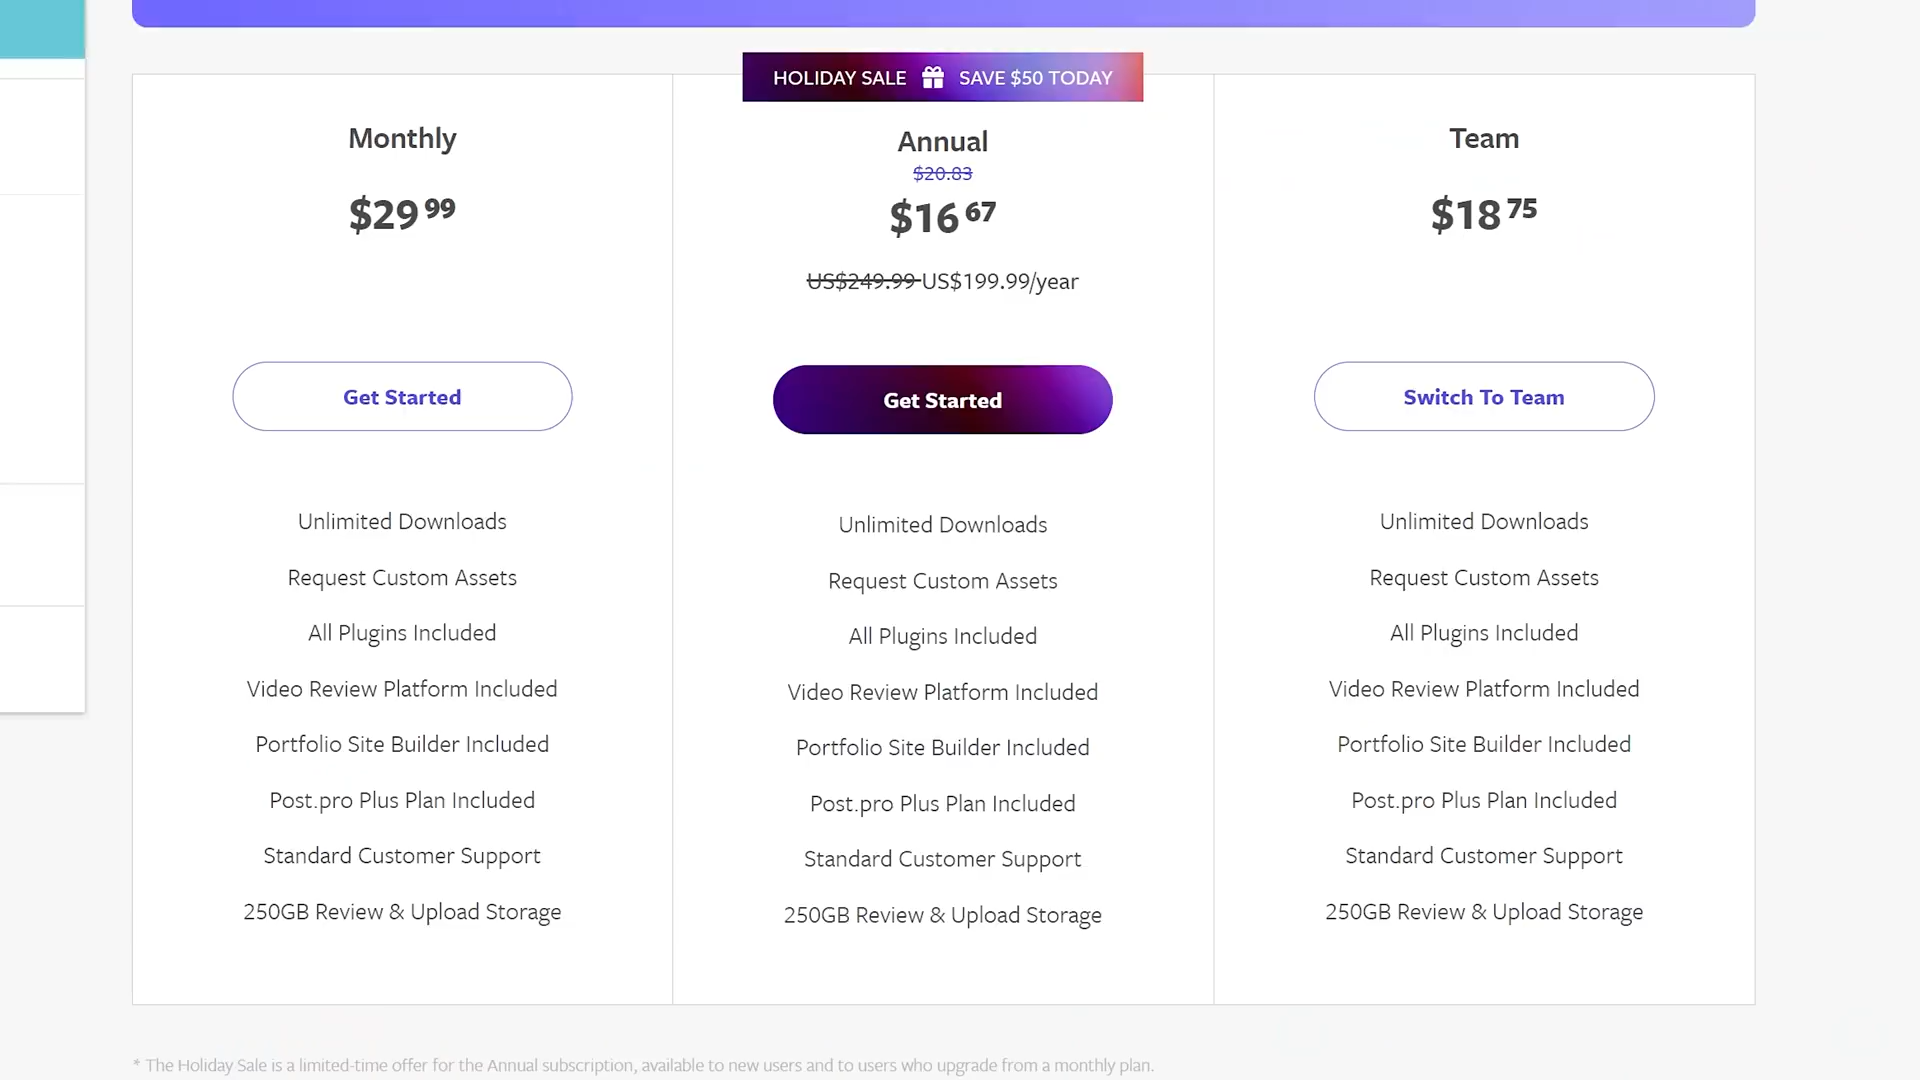 HOLIDAY SALE SAVE $50 TODAY
Monthly
$29 99
Get Started
Unlimited Downloads
Request Custom Assets
All Plugins Included
Video Review Platform Included
Portfolio Site Builder Included
Post.pro Plus Plan Included
Standard Customer Support
250GB Review & Upload Storage
Annual
$20.83
$16 67
US$249.99 US$199.99/year
Get Started
Unlimited Downloads
Request Custom Assets
All Plugins Included
Video Review Platform Included
Portfolio Site Builder Included
Post.pro Plus Plan Included
Standard Customer Support
250GB Review & Upload Storage
Team
$18 75
Switch To Team
Unlimited Downloads
Request Custom Assets
All Plugins Included
Video Review Platform Included
Portfolio Site Builder Included
Post.pro Plus Plan Included
Standard Customer Support
250GB Review & Upload Storage
* The Holiday Sale is a limited-time offer for the Annual subscription, available to new users and to users who upgrade from a monthly plan.